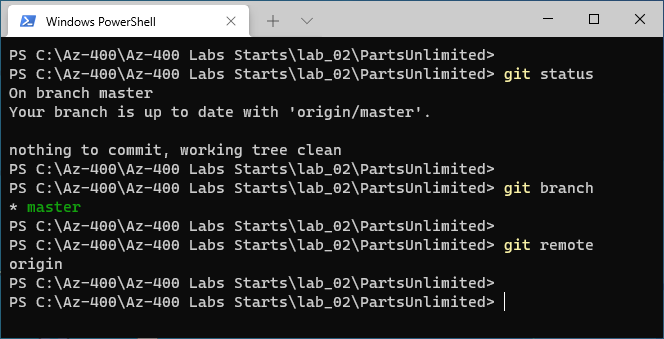 Windows PowerShell
PS C:\Az-400\Az-400 Labs Starts\lab_02\PartsUnlimited>
PS C:\Az-400\Az-400 Labs Starts\lab_02\PartsUnlimited> git status
On branch master
Your branch is up to date with 'origin/master'.
nothing to commit, working tree clean
PS C:\Az-400\Az-400 Labs Starts\lab_02\PartsUnlimited>
PS C:\Az-400\Az-400 Labs Starts\lab_02\PartsUnlimited> git branch
* master
PS C:\Az-400\Az-400 Labs Starts\lab_02\PartsUnlimited>
PS C:\Az-400\Az-400 Labs Starts\lab_02\PartsUnlimited> git remote
origin
PS C:\Az-400\Az-400 Labs Starts\lab_02\PartsUnlimited>
PS C:\Az-400\Az-400 Labs Starts\lab_02\PartsUnlimited>